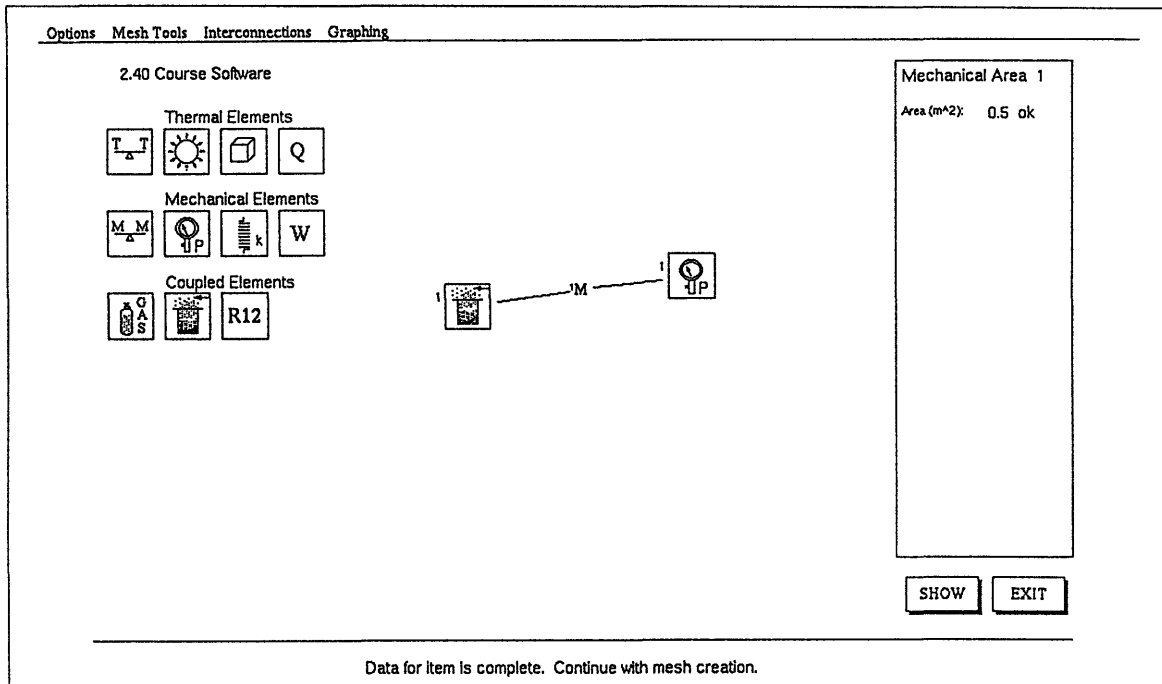 Options Mesh Tools Interconnections Graphing
2.40 Course Software
Thermal Elements
T T
Q
Mechanical Elements
M M
P
k
W
Coupled Elements
GAS
R12
1
1M
1
P
Mechanical Area 1
Area (m^2): 0.5 ok
SHOW EXIT
Data for item is complete. Continue with mesh creation.